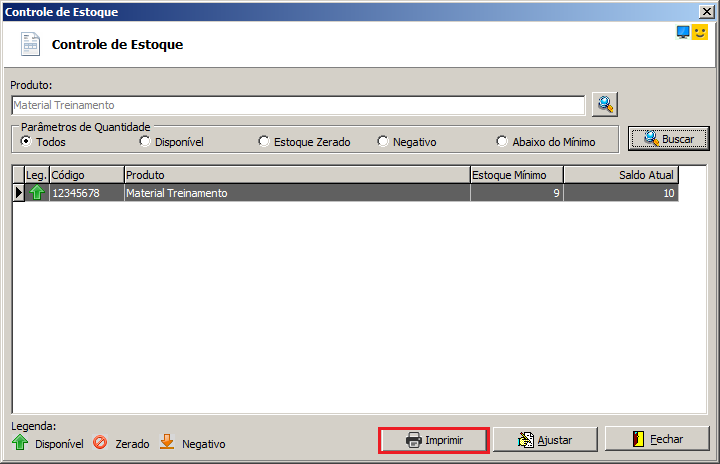 Controle de Estoque
Controle de Estoque
Produto:
Material Treinamento
Parâmetros de Quantidade
Todos Disponível Estoque Zerado Negativo Abaixo do Mínimo Buscar
Leg. Código Produto Estoque Mínimo Saldo Atual
12345678 Material Treinamento 9 10
Legenda:
Disponível Zerado Negativo Imprimir Ajustar Fechar